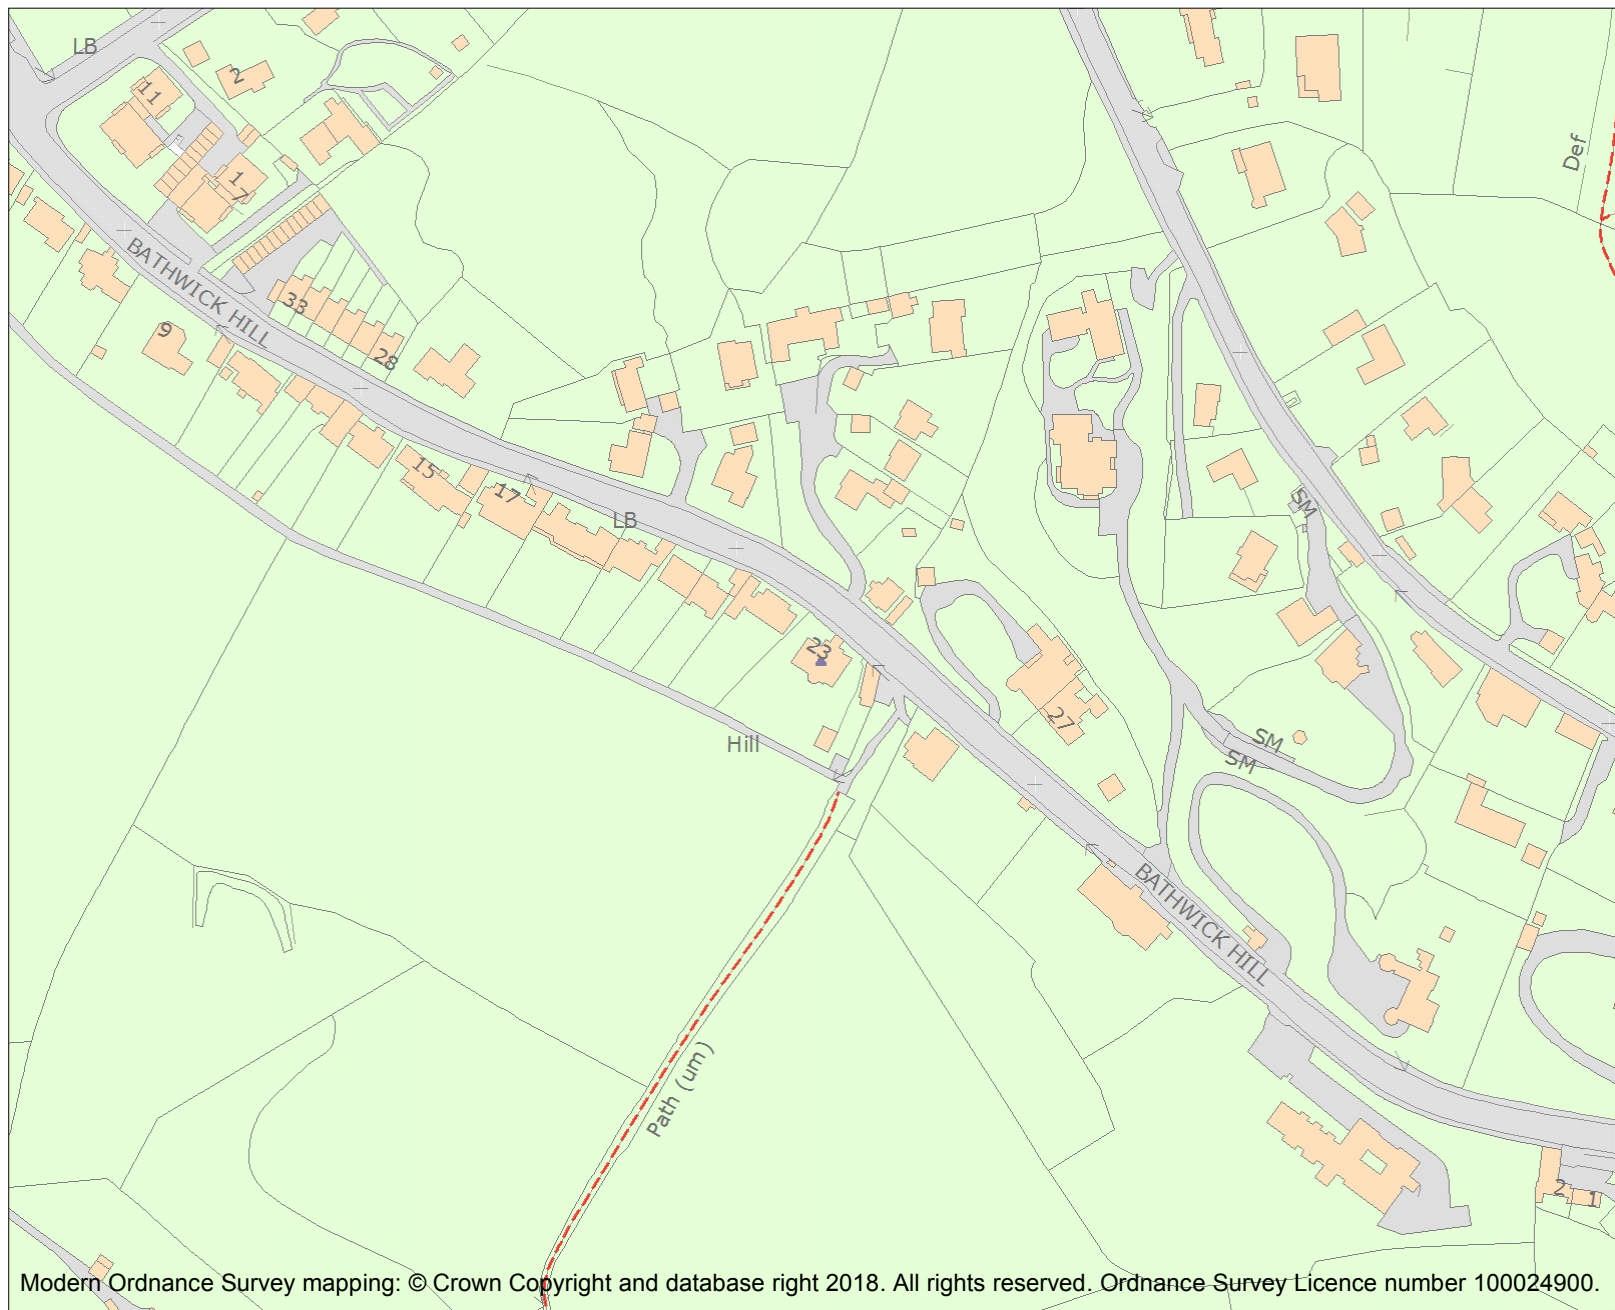 LB
2
11
Def
17
BATHWICK HILL
33
9
28
15
17
SM
LB
23
27
Hill
SM
SM
BATHWICK HILL
Path (um)
2
1
Modern Ordnance Survey mapping: © Crown Copyright and database right 2018. All rights reserved. Ordnance Survey Licence number 100024900.